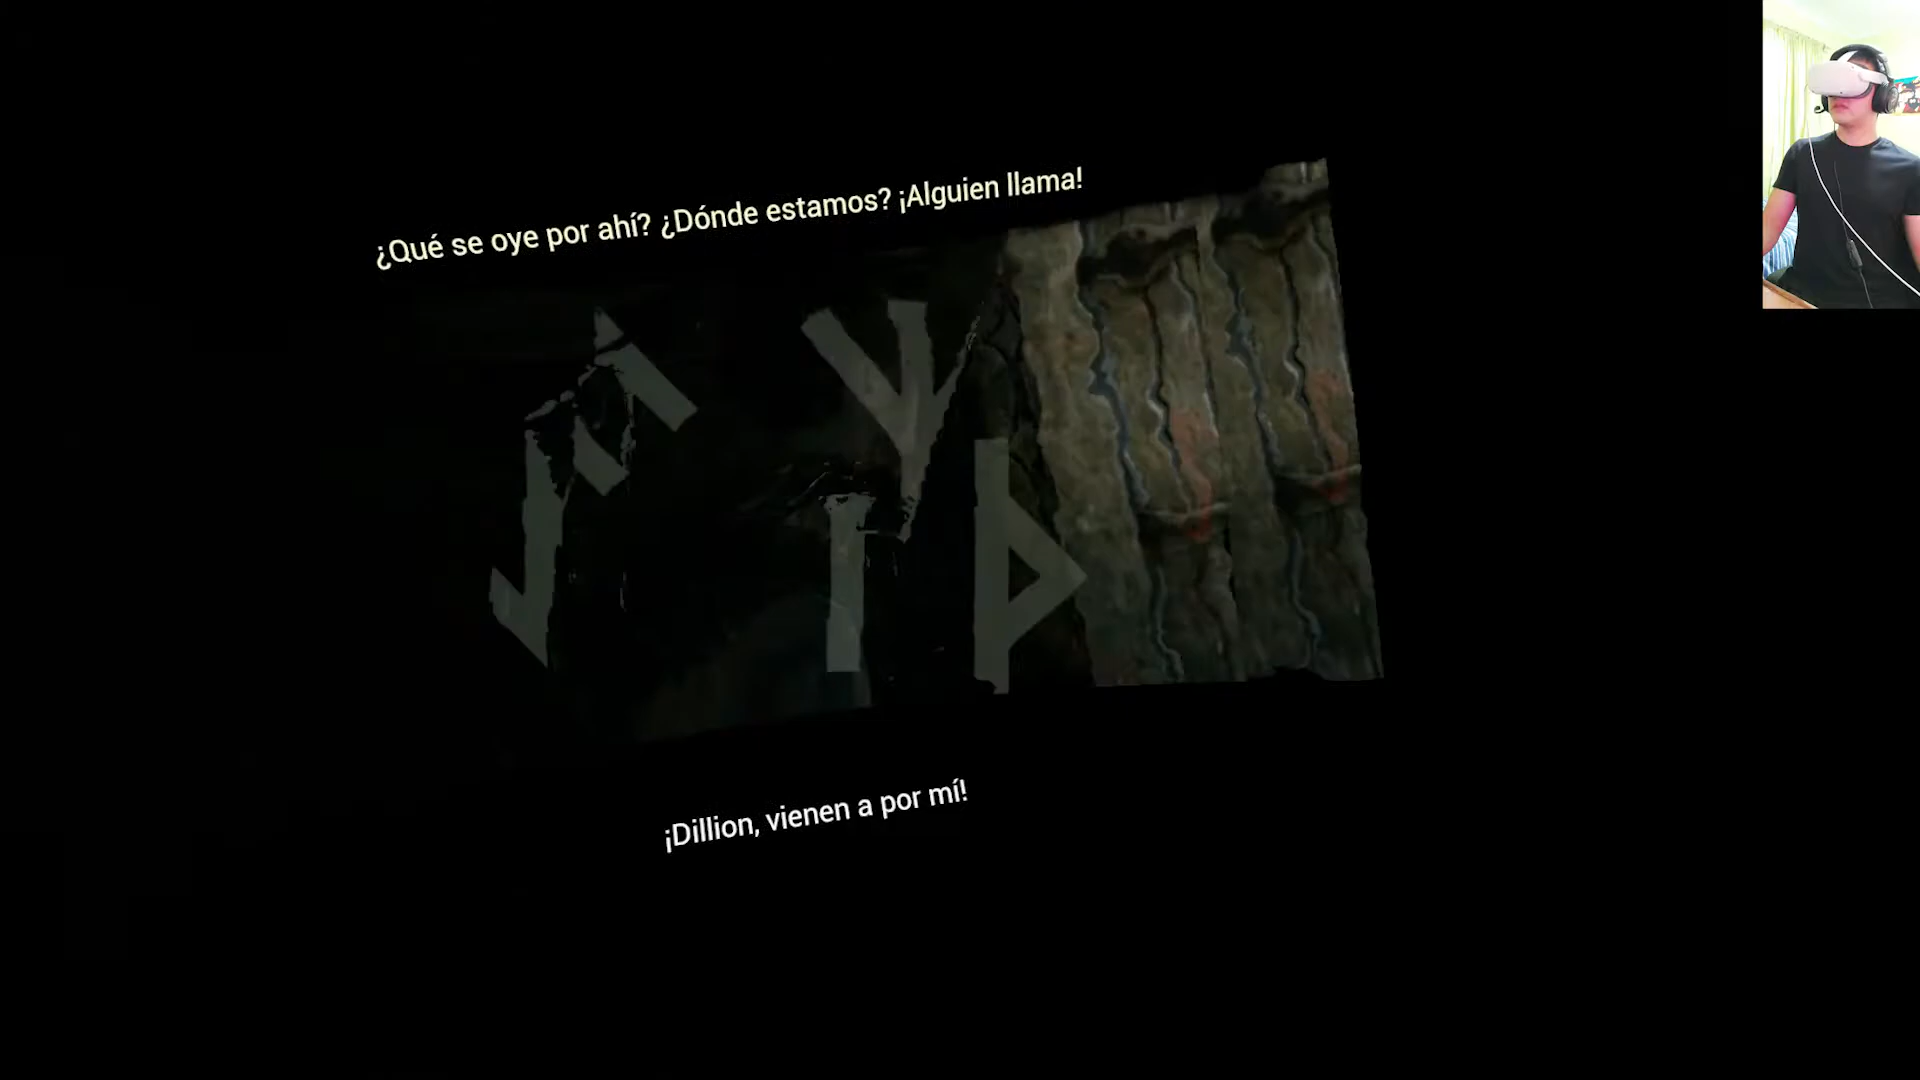 ¿Qué se oye por ahí? ¿Dónde estamos? ¡Alguien llama!
¡Dillion, vienen a por mí!